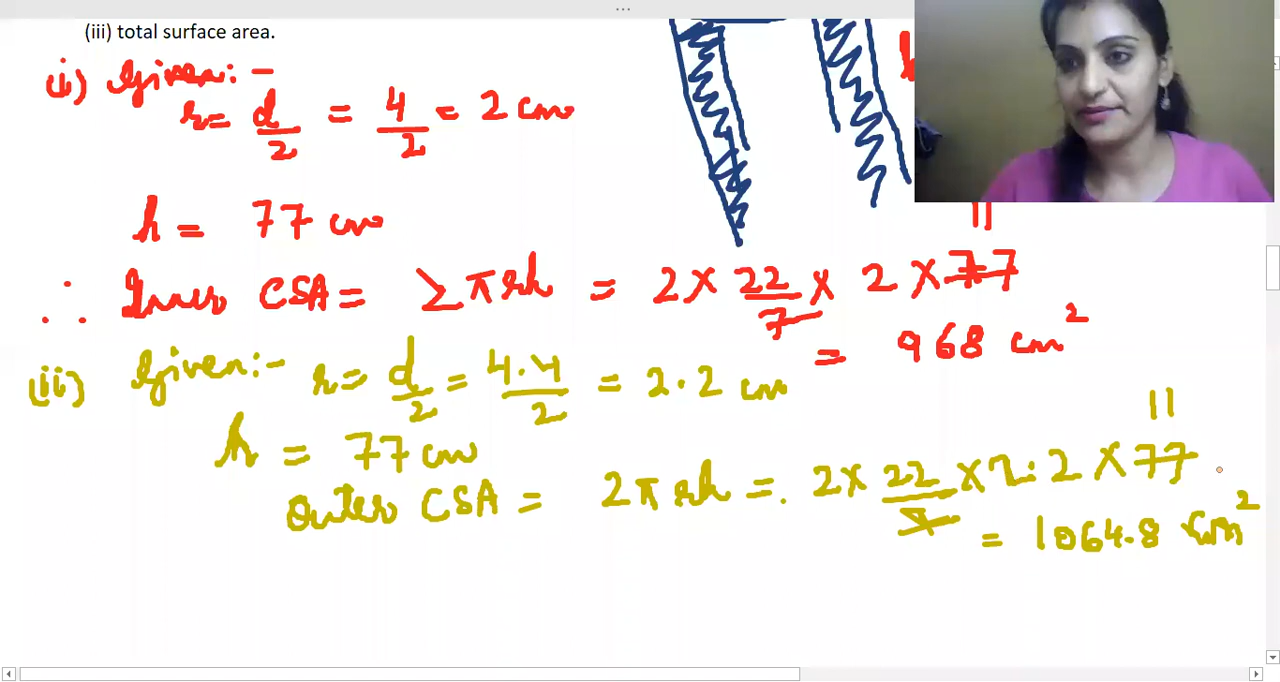 (iii) total surface area.
(i) Given:-
r = d/2 = 4/2 = 2 cm
h = 77 cm
11
∴ Inner CSA = 2πrh = 2 × 22/7 × 2 × 77
= 968 cm²
(ii) Given:- r = d/2 = 4.4/2 = 2.2 cm
h = 77 cm
11
Outer CSA = 2πrh = 2 × 22/7 × 2.2 × 77
= 1064.8 cm²